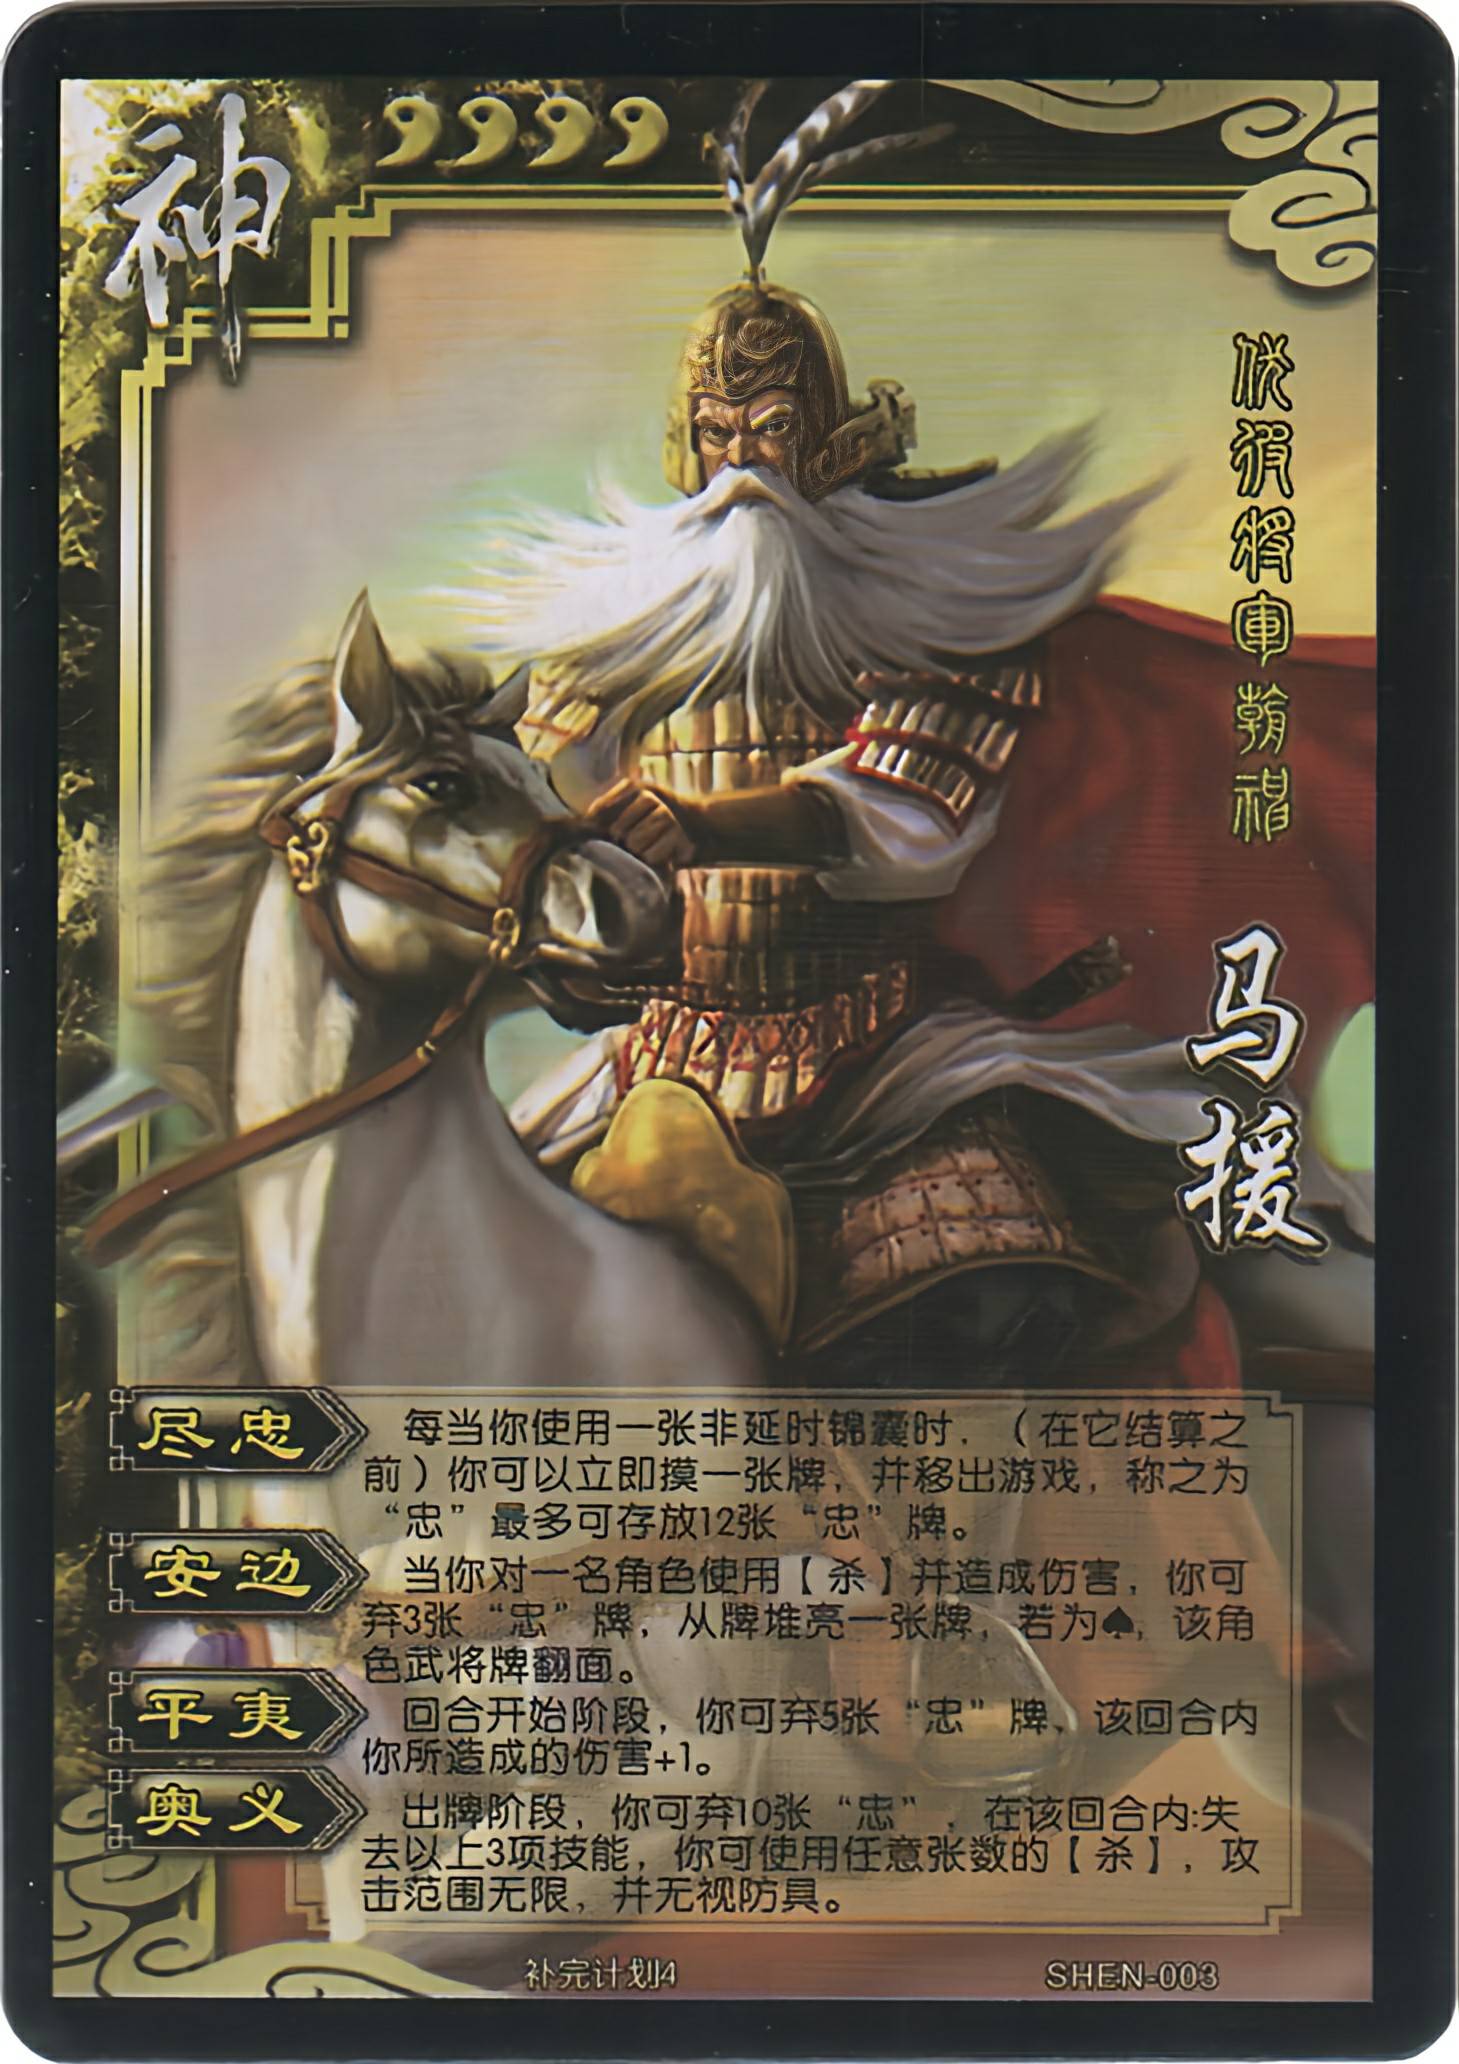 神
伏波将軍
马援
尽忠
每当你使用一张非延时锦囊时，（在它结算之
前）你可以立即摸一张牌，并移出游戏，称之为
“忠”最多可存放12张“忠”牌。
安边
当你对一名角色使用【杀】并造成伤害，你可
弃3张“忠”牌，从牌堆亮一张牌，若为♠，该角
色武将牌翻面。
平夷
回合开始阶段，你可弃5张“忠”牌，该回合内
你所造成的伤害+1。
奥义
出牌阶段，你可弃10张“忠”，在该回合内:失
去以上3项技能，你可使用任意张数的【杀】，攻
击范围无限，并无视防具。
补完计划4
SHEN-003